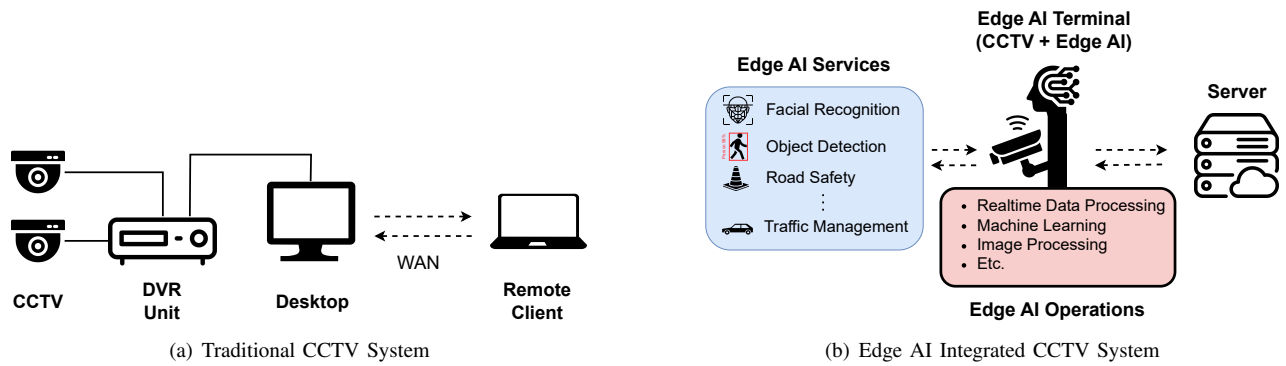 CCTV
DVR
Unit
Desktop
WAN
Remote
Client
(a) Traditional CCTV System
Edge AI Services
Facial Recognition
Object Detection
Road Safety
Traffic Management
Edge AI Terminal
(CCTV + Edge AI)
Server
• Realtime Data Processing
• Machine Learning
• Image Processing
• Etc.
Edge AI Operations
(b) Edge AI Integrated CCTV System